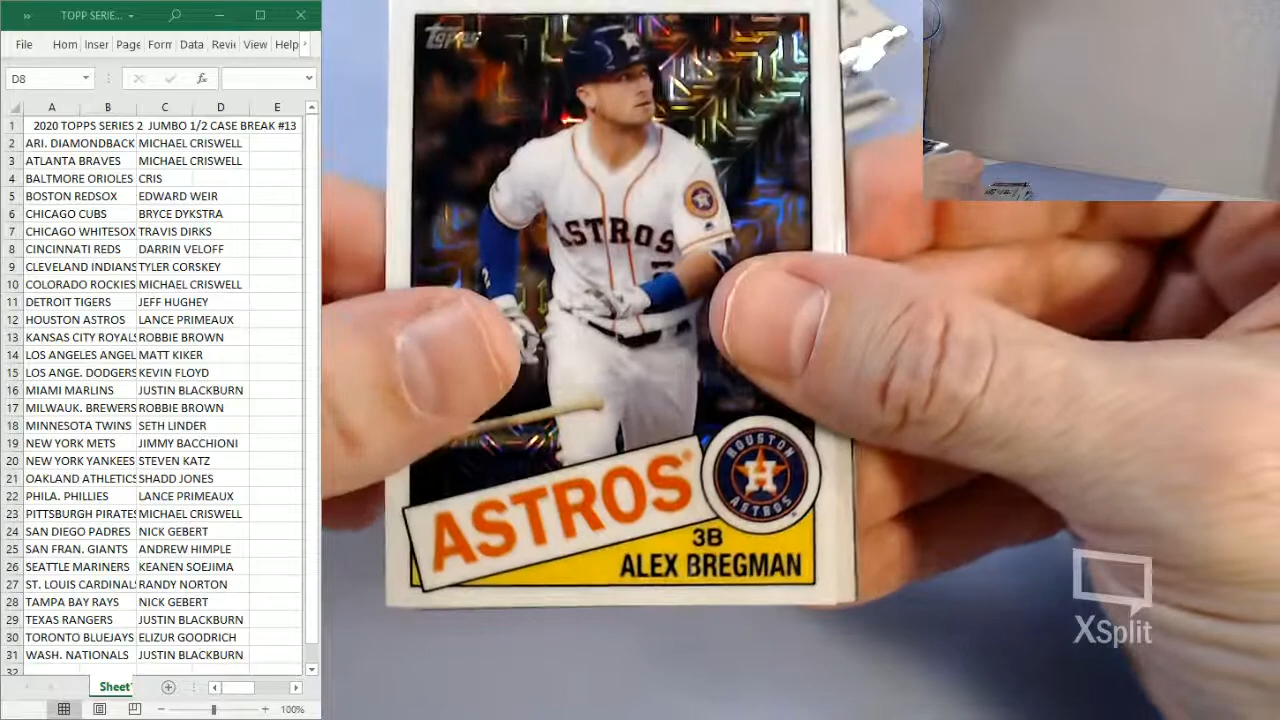 TOPP SERIE...
File Hom Inser Page Form Data Revie View Help
D8
fx
A B C D E
1 2020 TOPPS SERIES 2 JUMBO 1/2 CASE BREAK #13
2 ARI. DIAMONDBACK MICHAEL CRISWELL
3 ATLANTA BRAVES MICHAEL CRISWELL
4 BALTIMORE ORIOLES CRIS
5 BOSTON REDSOX EDWARD WEIR
6 CHICAGO CUBS BRYCE DYKSTRA
7 CHICAGO WHITESOX TRAVIS DIRKS
8 CINCINNATI REDS DARRIN VELOFF
9 CLEVELAND INDIANS TYLER CORSKEY
10 COLORADO ROCKIES MICHAEL CRISWELL
11 DETROIT TIGERS JEFF HUGHEY
12 HOUSTON ASTROS LANCE PRIMEAUX
13 KANSAS CITY ROYALS ROBBIE BROWN
14 LOS ANGELES ANGEL MATT KIKER
15 LOS ANGE. DODGERS KEVIN FLOYD
16 MIAMI MARLINS JUSTIN BLACKBURN
17 MILWAUK. BREWERS ROBBIE BROWN
18 MINNESOTA TWINS SETH LINDER
19 NEW YORK METS JIMMY BACCHIONI
20 NEW YORK YANKEES STEVEN KATZ
21 OAKLAND ATHLETICS SHADD JONES
22 PHILA. PHILLIES LANCE PRIMEAUX
23 PITTSBURGH PIRATES MICHAEL CRISWELL
24 SAN DIEGO PADRES NICK GEBERT
25 SAN FRAN. GIANTS ANDREW HIMPLE
26 SEATTLE MARINERS KEANEN SOEJIMA
27 ST. LOUIS CARDINALS RANDY NORTON
28 TAMPA BAY RAYS NICK GEBERT
29 TEXAS RANGERS JUSTIN BLACKBURN
30 TORONTO BLUEJAYS ELIZUR GOODRICH
31 WASH. NATIONALS JUSTIN BLACKBURN
32
Sheet1
100%
Topps
ASTROS
HOUSTON
H
ASTROS
ASTROS
3B
ALEX BREGMAN
XSplit